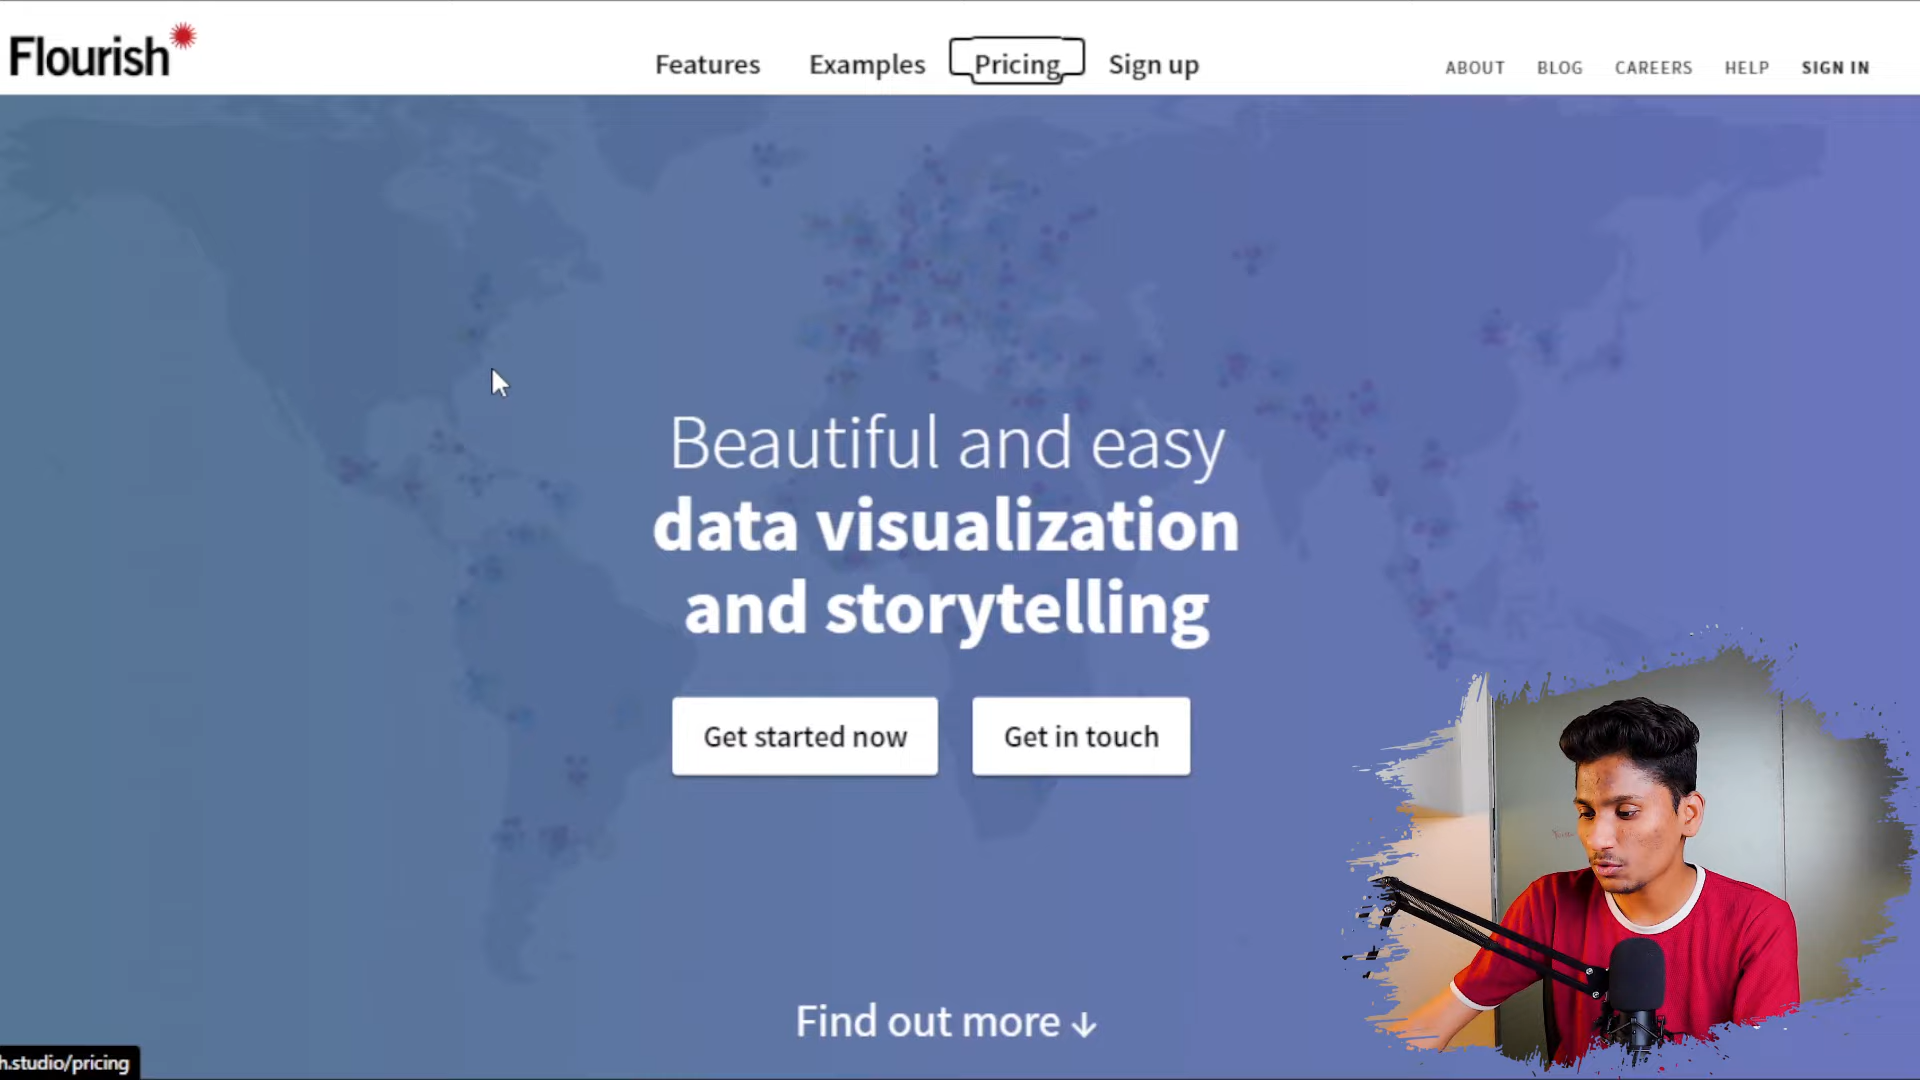 Flourish
Features Examples Pricing Sign up
ABOUT BLOG CAREERS HELP SIGN IN
Beautiful and easy
data visualization
and storytelling
Get started now Get in touch
Find out more ↓
h.studio/pricing